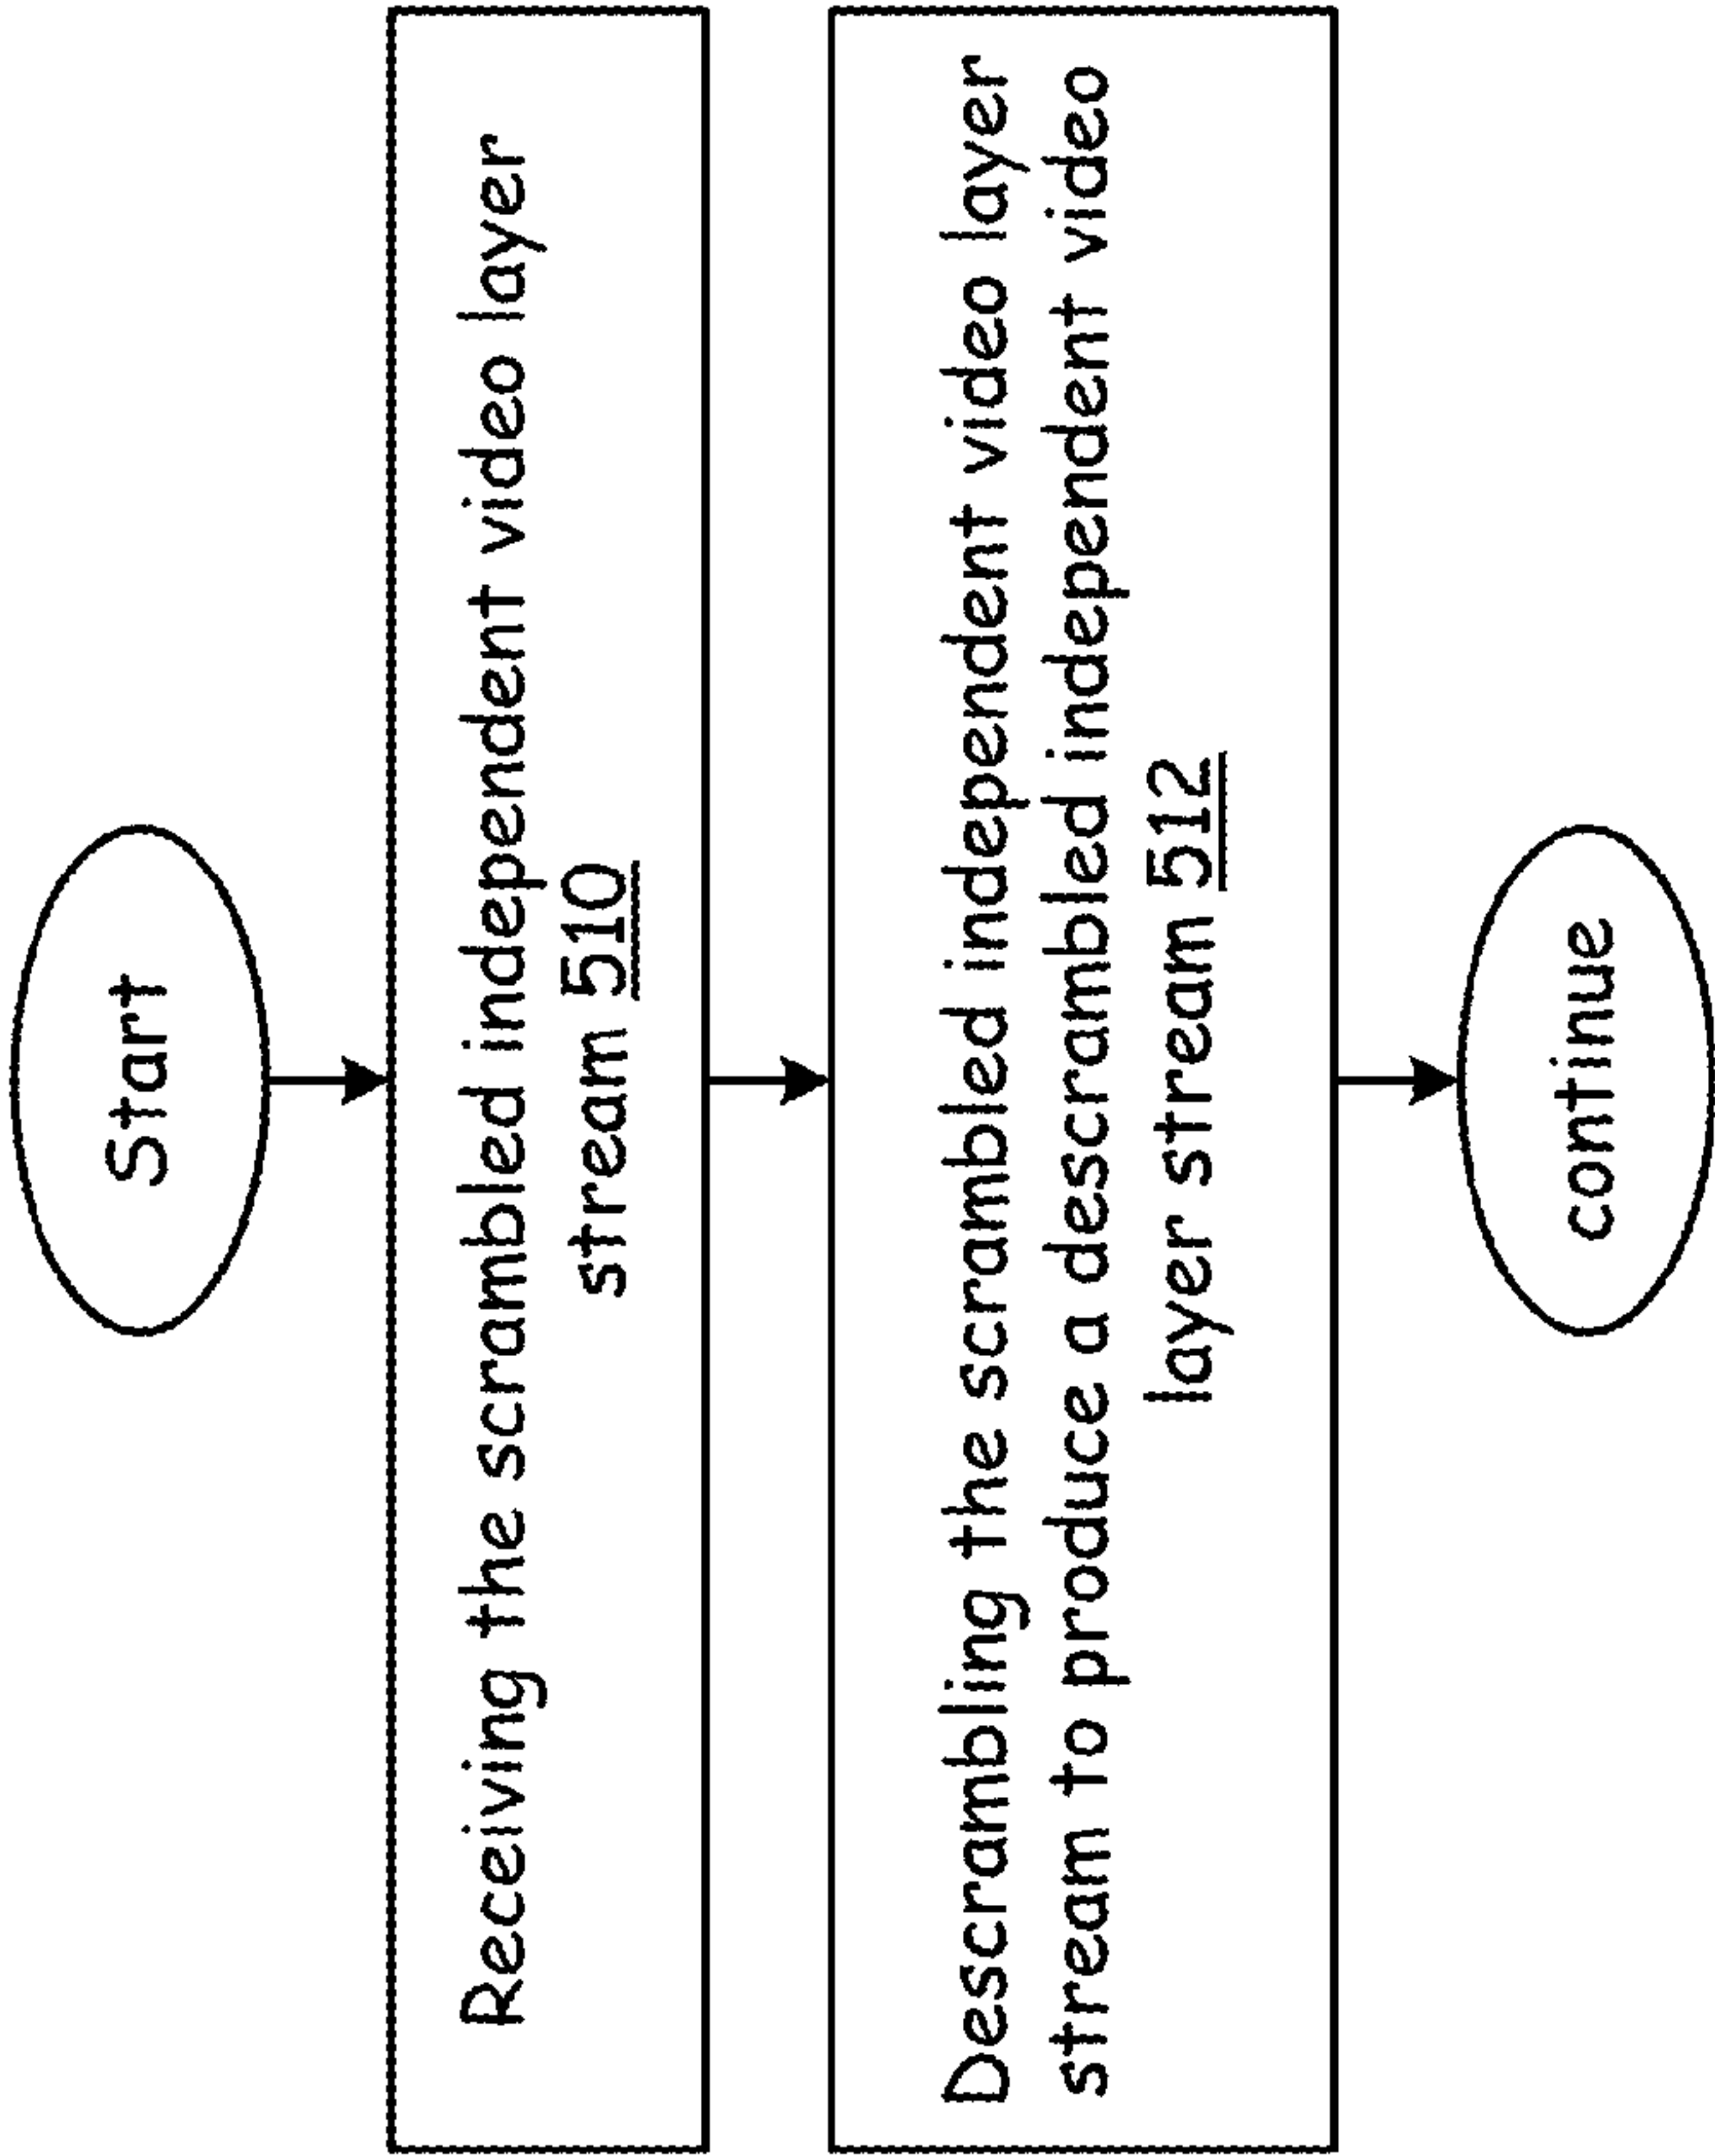 Start
Receiving the scrambled independent video layer
stream 510
Descrambling the scrambled independent video layer
stream to produce a descrambled independent video
layer stream 512
continue